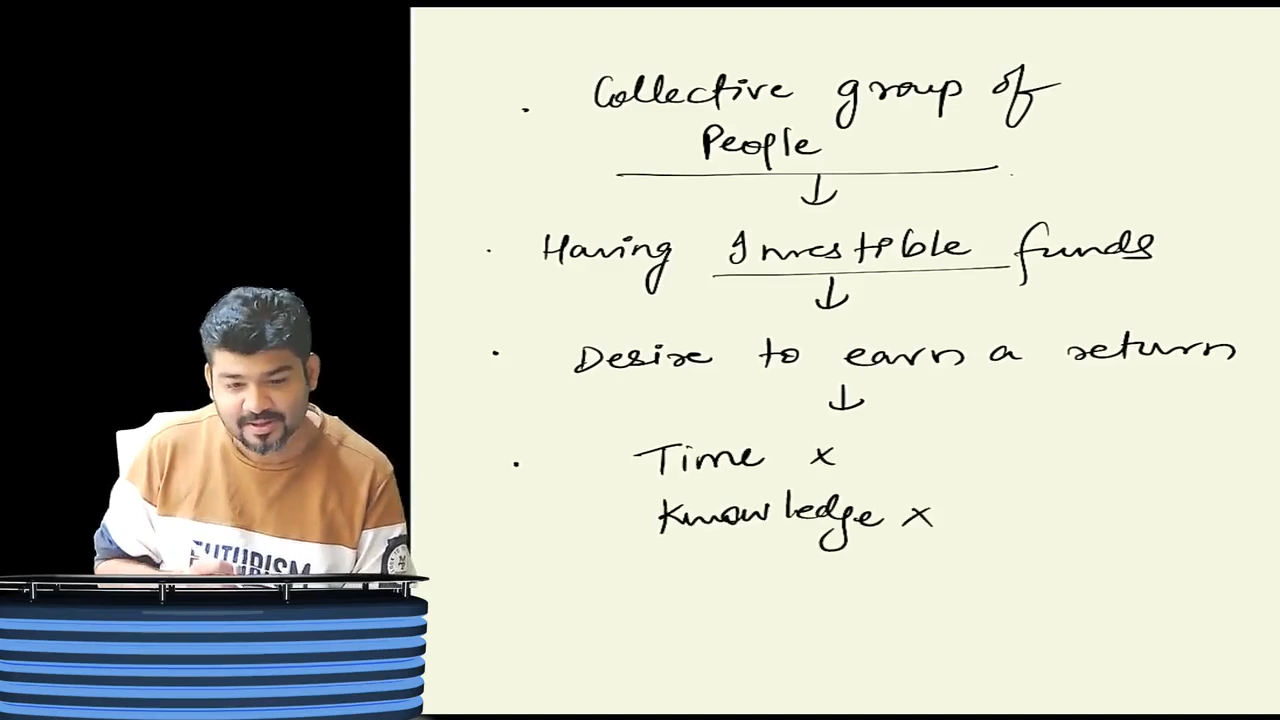 . Collective group of
People
↓
. Having Investible funds
↓
. Desire to earn a return
↓
. Time x
Knowledge x
FUTURISM